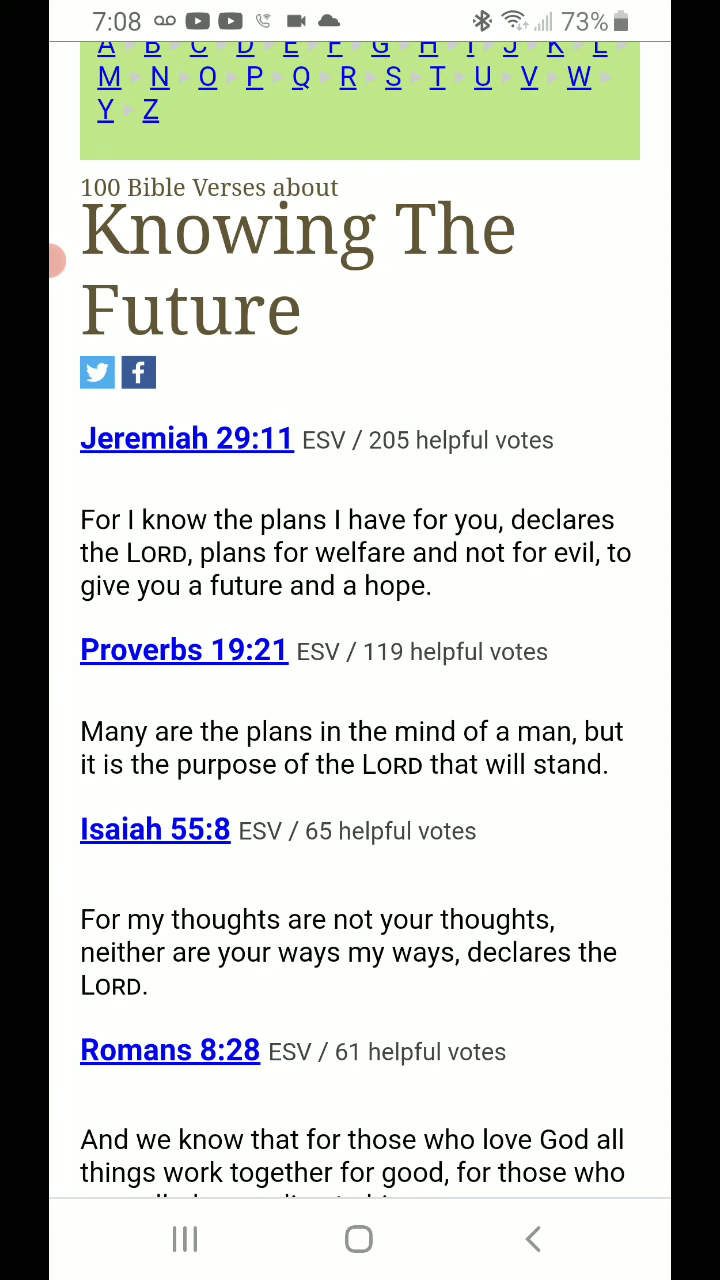 7:08 73%
A B C D E F G H I J K L
M N O P Q R S T U V W
Y Z
100 Bible Verses about
Knowing The
Future
Jeremiah 29:11 ESV / 205 helpful votes
For I know the plans I have for you, declares
the LORD, plans for welfare and not for evil, to
give you a future and a hope.
Proverbs 19:21 ESV / 119 helpful votes
Many are the plans in the mind of a man, but
it is the purpose of the LORD that will stand.
Isaiah 55:8 ESV / 65 helpful votes
For my thoughts are not your thoughts,
neither are your ways my ways, declares the
LORD.
Romans 8:28 ESV / 61 helpful votes
And we know that for those who love God all
things work together for good, for those who